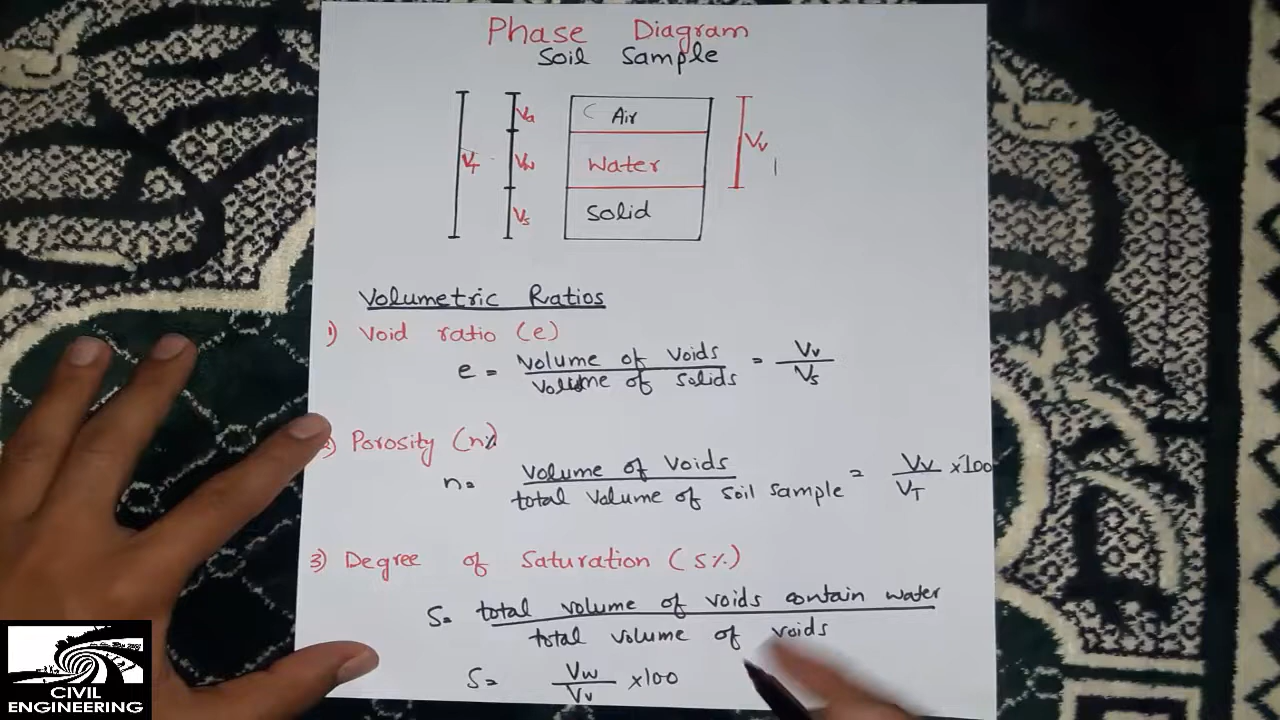 Phase Diagram
Soil Sample
Va
Air
VT
Vw
Water
Vv
Vs
Solid
Volumetric Ratios
1) Void ratio (e)
e = Volume of Voids / Volume of Solids = Vv / Vs
2) Porosity (n)
n = Volume of Voids / total Volume of Soil Sample = Vv / VT ×100
3) Degree of Saturation (S%)
S = total volume of voids contain water / total volume of voids
S = Vw / Vv ×100
CIVIL
ENGINEERING